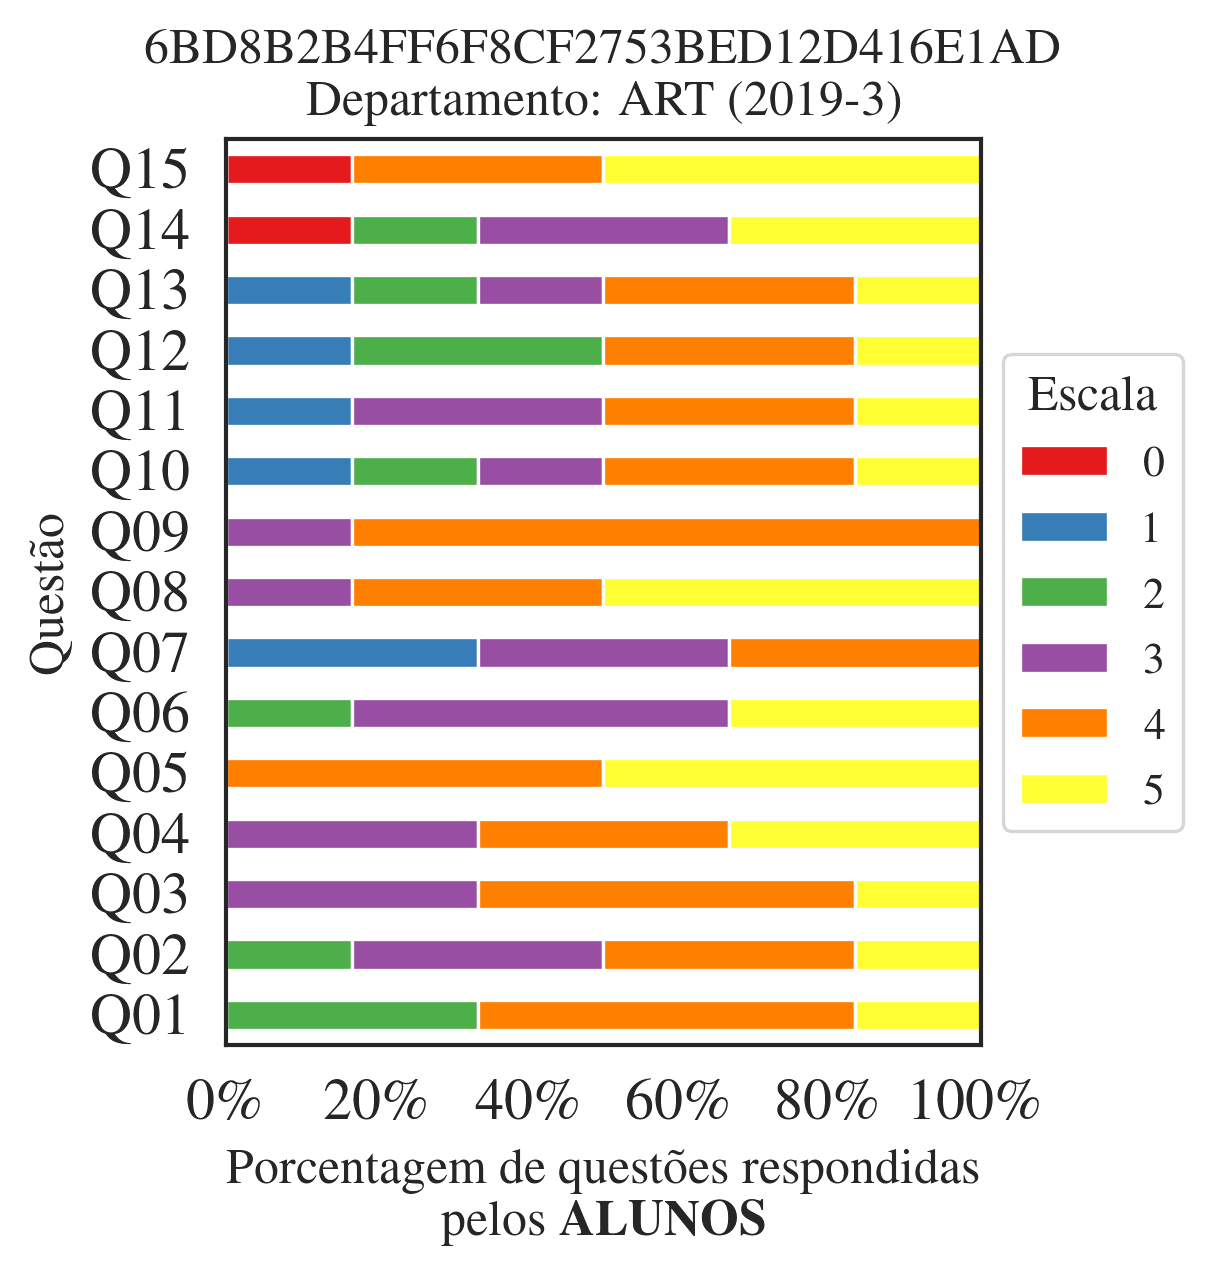 6BD8B2B4FF6F8CF2753BED12D416E1AD
Departamento: ART (2019-3)
Q15
Q14
Q13
Q12
Q11
Q10
Q09
Q08
Q07
Q06
Q05
Q04
Q03
Q02
Q01
Questão
0% 20% 40% 60% 80% 100%
Porcentagem de questões respondidas
pelos ALUNOS
Escala
0
1
2
3
4
5